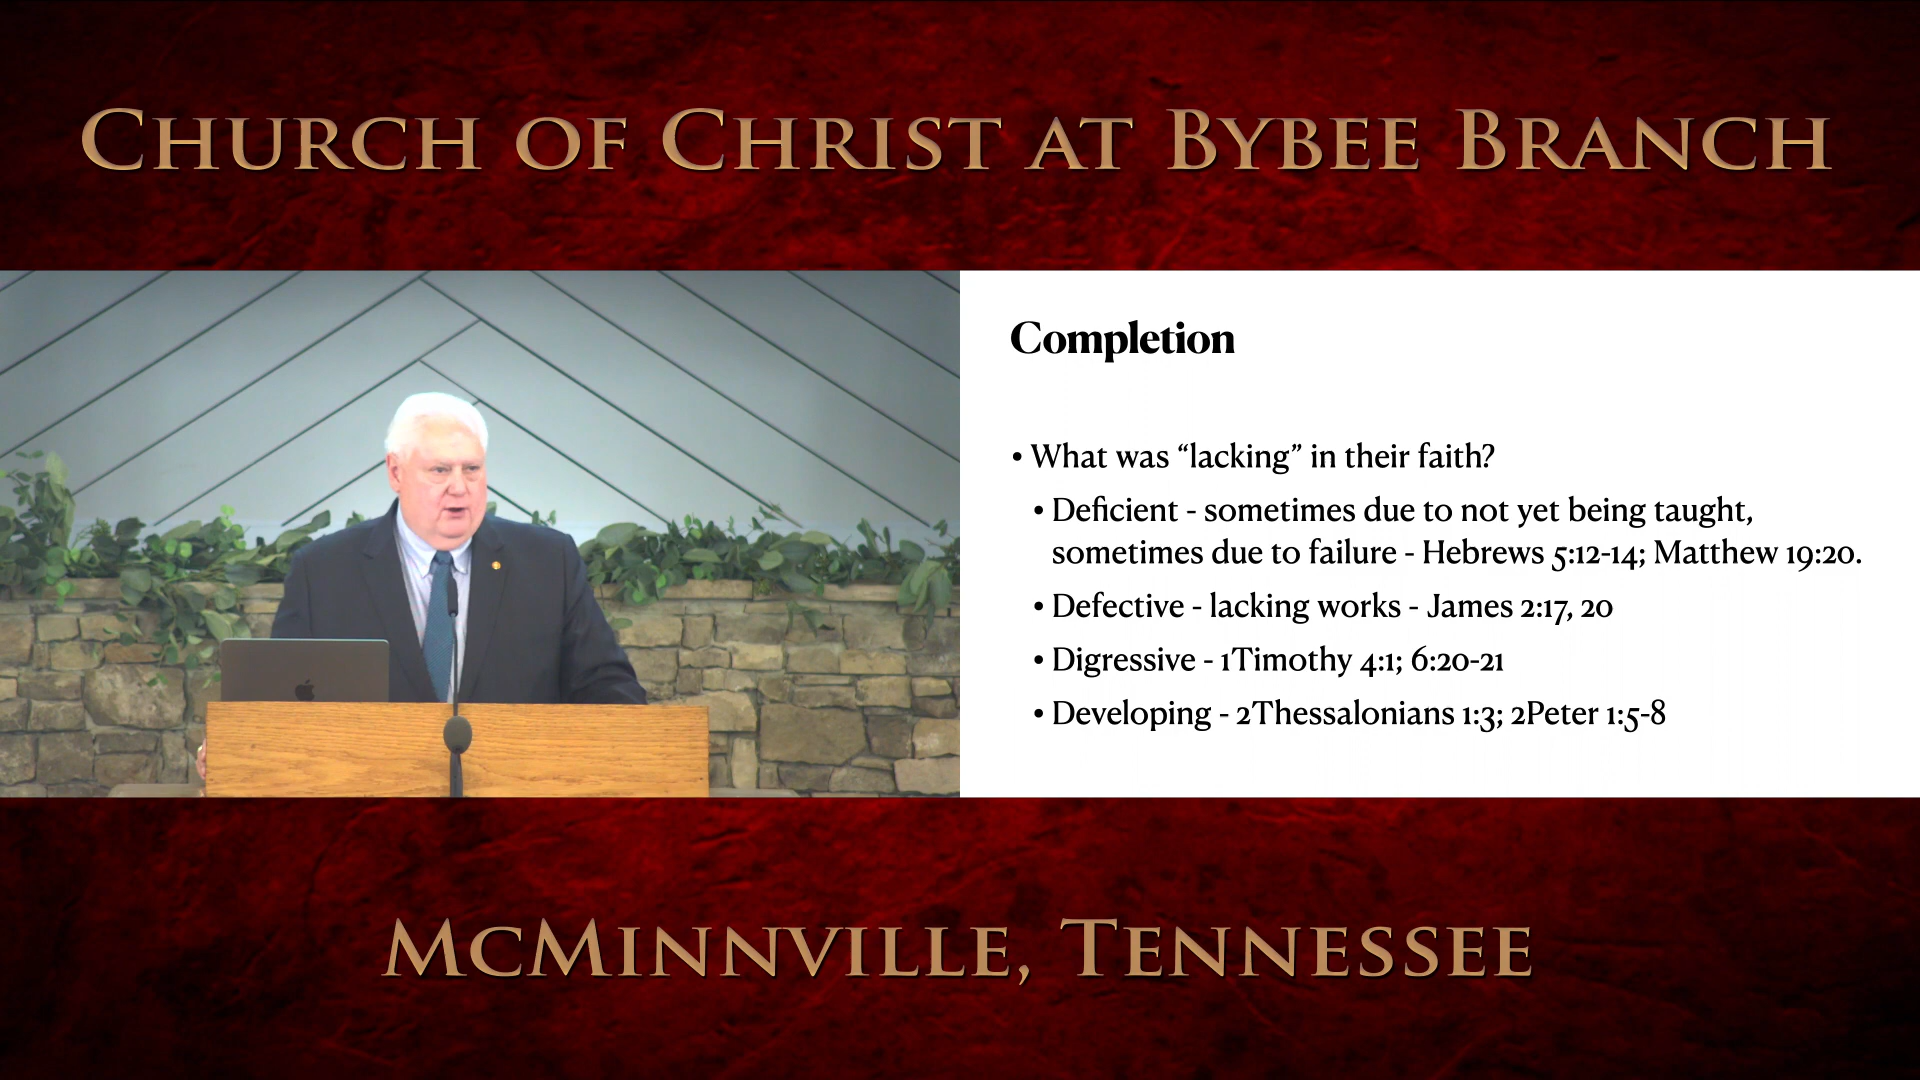 Church of Christ at Bybee Branch
Completion
• What was “lacking” in their faith?
• Deficient - sometimes due to not yet being taught,
sometimes due to failure - Hebrews 5:12-14; Matthew 19:20.
• Defective - lacking works - James 2:17, 20
• Digressive - 1Timothy 4:1; 6:20-21
• Developing - 2Thessalonians 1:3; 2Peter 1:5-8
McMinnville, Tennessee